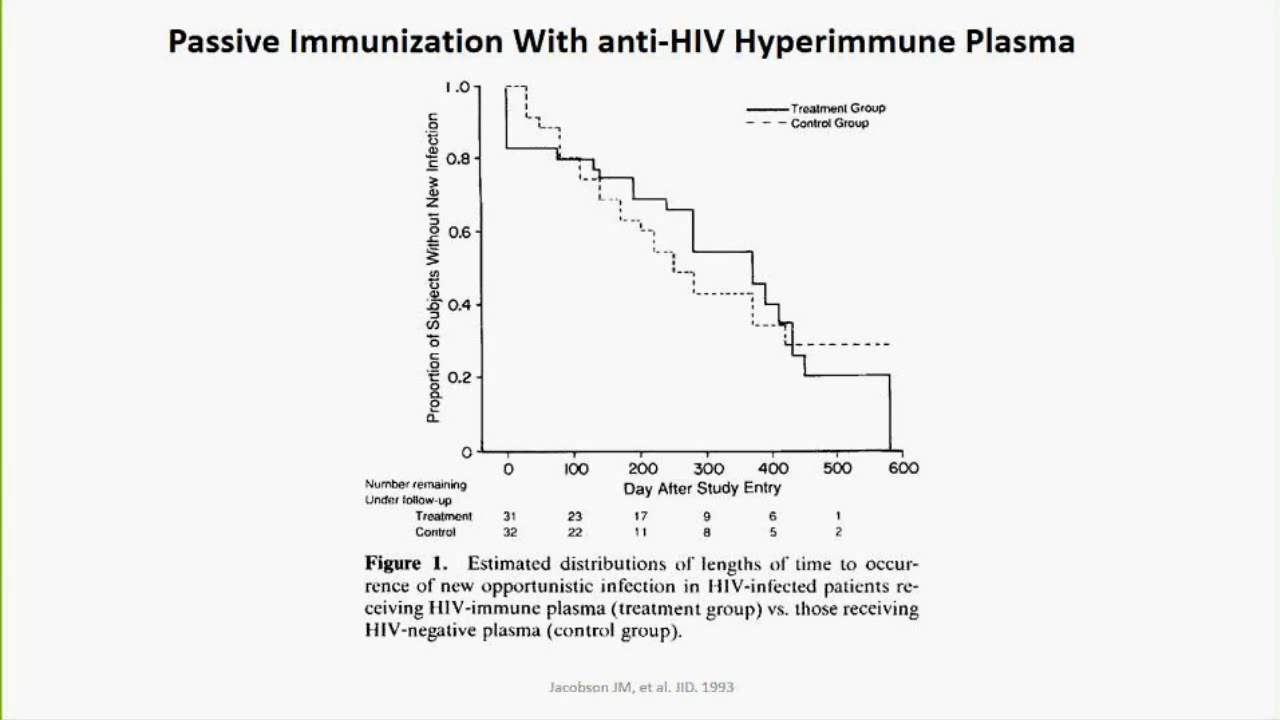 Passive Immunization With anti-HIV Hyperimmune Plasma
1.0
0.8
0.6
0.4
0.2
0
Proportion of Subjects Without New Infection
Treatment Group
Control Group
0 100 200 300 400 500 600
Day After Study Entry
Number remaining
Under follow-up
Treatment 31 23 17 9 6 1
Control 32 22 11 8 5 2
Figure 1. Estimated distributions of lengths of time to occur-
rence of new opportunistic infection in HIV-infected patients re-
ceiving HIV-immune plasma (treatment group) vs. those receiving
HIV-negative plasma (control group).
Jacobson JM, et al. JID. 1993